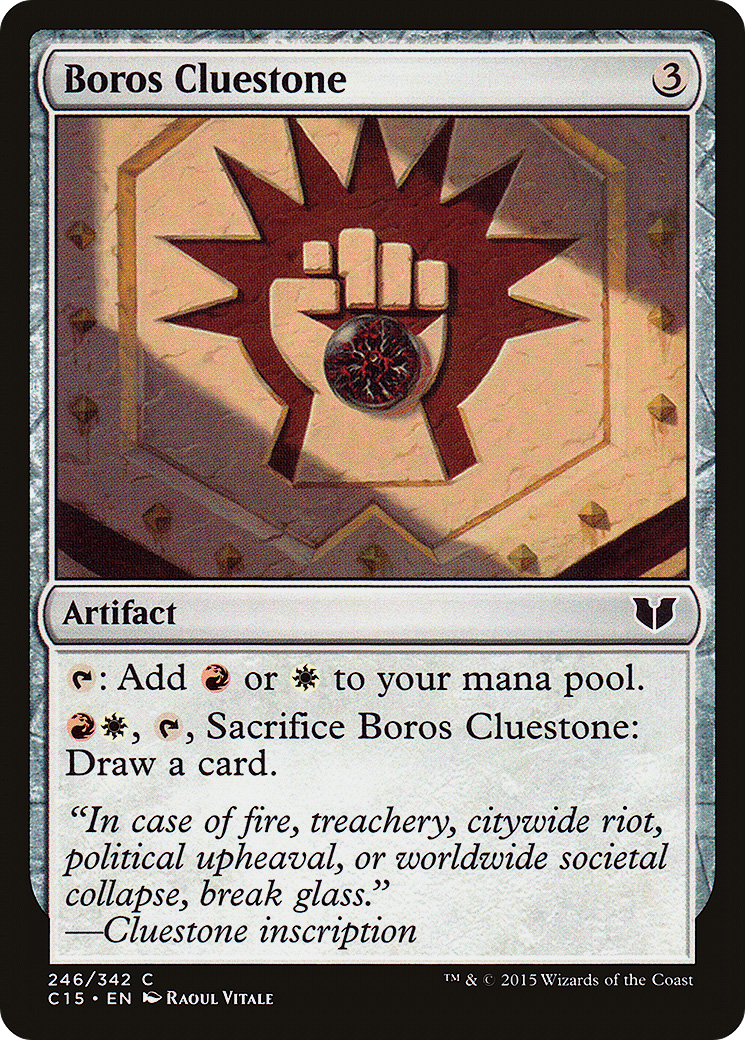 Boros Cluestone 3
Artifact
: Add or to your mana pool.
, , Sacrifice Boros Cluestone:
Draw a card.
“In case of fire, treachery, citywide riot,
political upheaval, or worldwide societal
collapse, break glass.”
—Cluestone inscription
246/342 C
™ & © 2015 Wizards of the Coast
C15 • EN Raoul Vitale